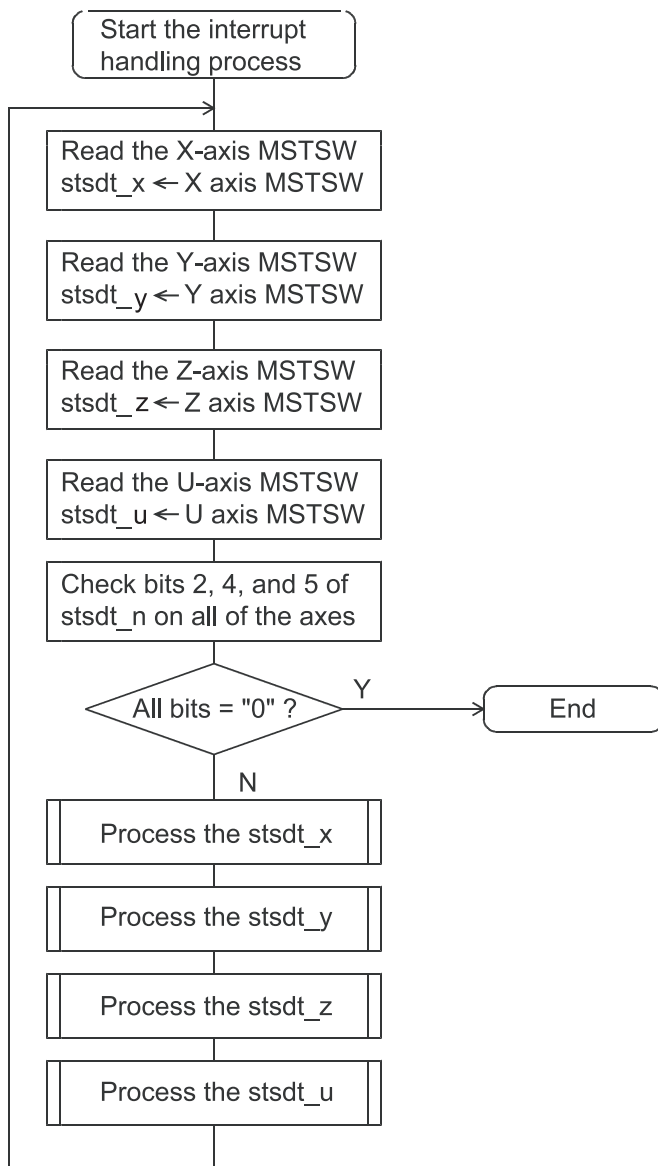 Start the interrupt
handling process
Read the X-axis MSTSW
stsdt_x ← X axis MSTSW
Read the Y-axis MSTSW
stsdt_y ← Y axis MSTSW
Read the Z-axis MSTSW
stsdt_z ← Z axis MSTSW
Read the U-axis MSTSW
stsdt_u ← U axis MSTSW
Check bits 2, 4, and 5 of
stsdt_n on all of the axes
All bits = "0" ?
Y
End
N
Process the stsdt_x
Process the stsdt_y
Process the stsdt_z
Process the stsdt_u